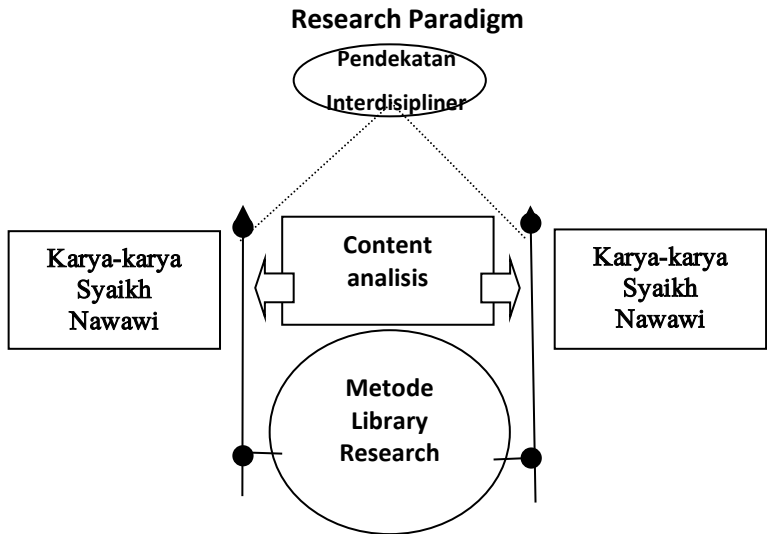 Research Paradigm
Pendekatan
Interdisipliner
Karya-karya
Syaikh
Nawawi
Content
analisis
Karya-karya
Syaikh
Nawawi
Metode
Library
Research